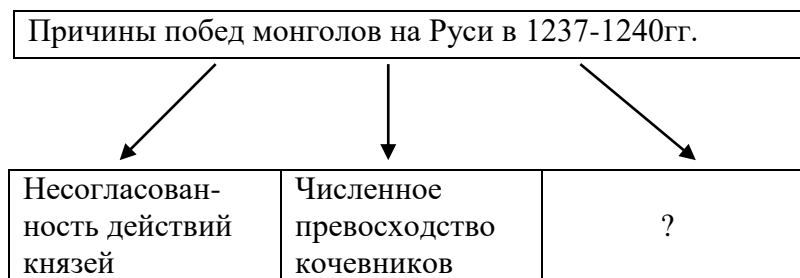 Причины побед монголов на Руси в 1237-1240гг.
Несогласован-
ность действий
князей
Численное
превосходство
кочевников
?